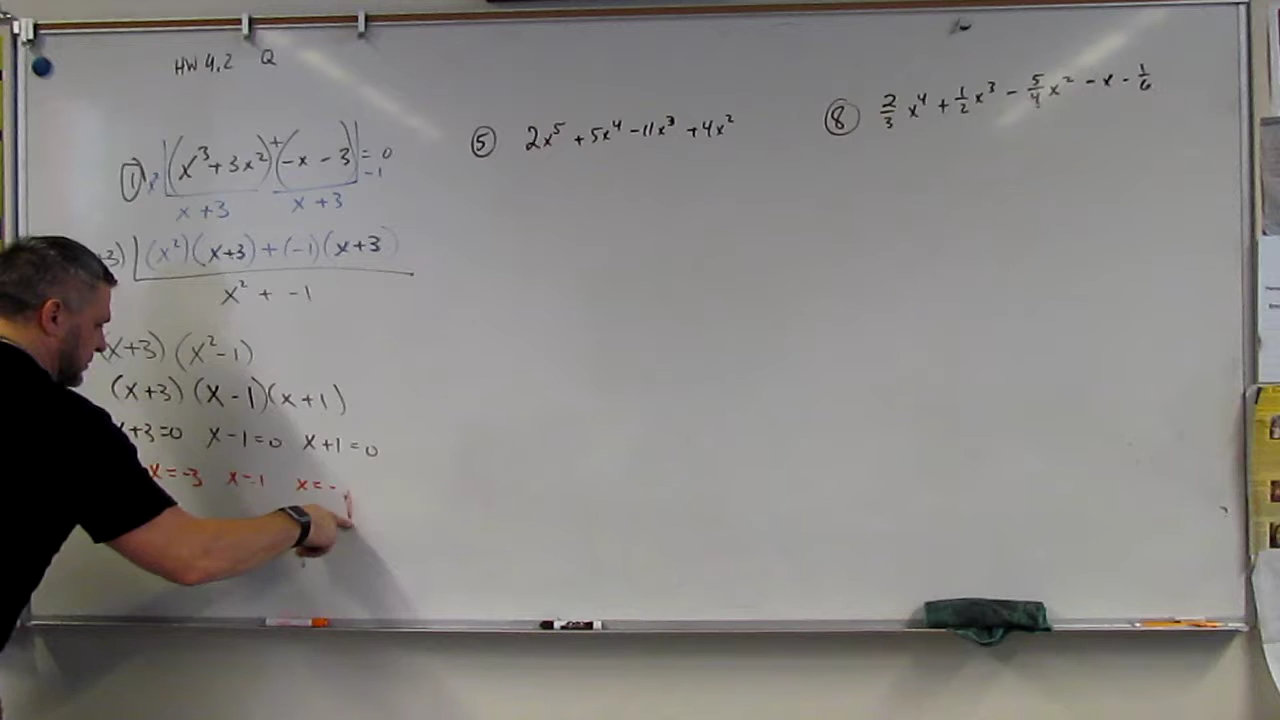 HW 4.2 Q
① x² |(x³+3x²)+(-x-3)| = 0
-1
x+3 x+3
3) (x²)(x+3)+(-1)(x+3)
x² + -1
x+3)(x²-1)
(x+3)(x-1)(x+1)
x+3=0 x-1=0 x+1=0
x=-3 x=1 x=-
⑤ 2x⁵+5x⁴-11x³+4x²
⑧ 2/3 x⁴ + 1/2 x³ - 5/4 x² - x - 1/6